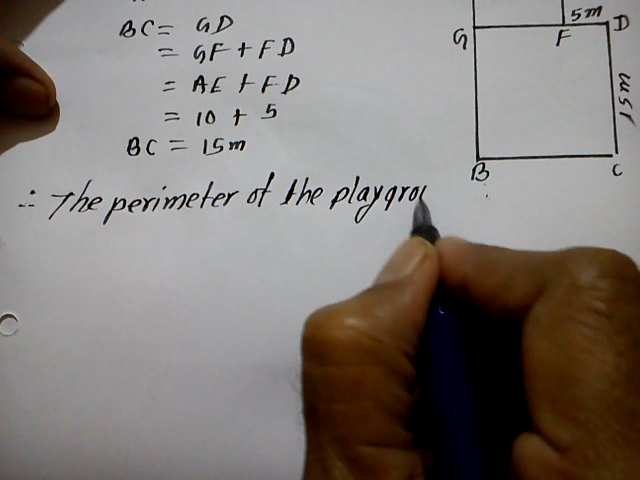 5m
D
G
F
BC = GD
= GF + FD
= AE + FD
= 10 + 5
BC = 15m
15m
B
C
∴ The perimeter of the playgro